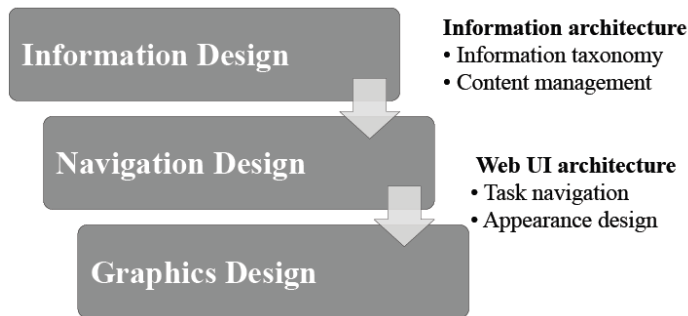 Information Design
Information architecture
• Information taxonomy
• Content management
Navigation Design
Web UI architecture
• Task navigation
• Appearance design
Graphics Design